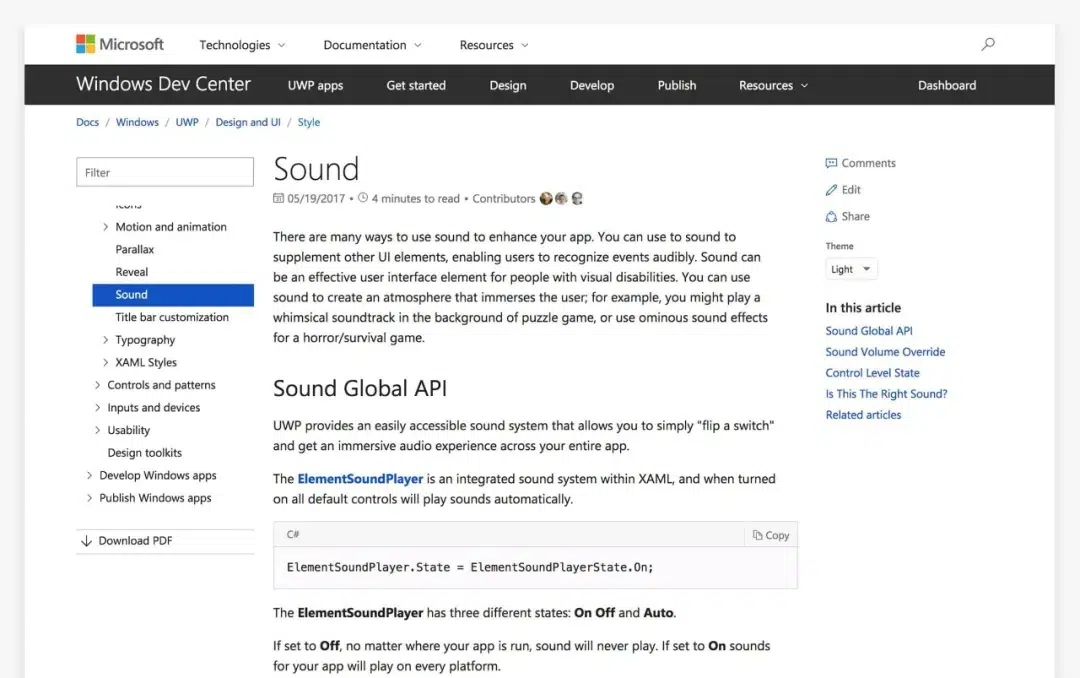 Microsoft Technologies Documentation Resources
Windows Dev Center UWP apps Get started Design Develop Publish Resources Dashboard
Docs / Windows / UWP / Design and UI / Style
Filter
Icons
Motion and animation
Parallax
Reveal
Sound
Title bar customization
Typography
XAML Styles
Controls and patterns
Inputs and devices
Usability
Design toolkits
Develop Windows apps
Publish Windows apps
Download PDF
Sound
05/19/2017 • 4 minutes to read • Contributors
There are many ways to use sound to enhance your app. You can use to sound to
supplement other UI elements, enabling users to recognize events audibly. Sound can
be an effective user interface element for people with visual disabilities. You can use
sound to create an atmosphere that immerses the user; for example, you might play a
whimsical soundtrack in the background of puzzle game, or use ominous sound effects
for a horror/survival game.
Sound Global API
UWP provides an easily accessible sound system that allows you to simply "flip a switch"
and get an immersive audio experience across your entire app.
The ElementSoundPlayer is an integrated sound system within XAML, and when turned
on all default controls will play sounds automatically.
C# Copy
ElementSoundPlayer.State = ElementSoundPlayerState.On;
The ElementSoundPlayer has three different states: On Off and Auto.
If set to Off, no matter where your app is run, sound will never play. If set to On sounds
for your app will play on every platform.
Comments
Edit
Share
Theme
Light
In this article
Sound Global API
Sound Volume Override
Control Level State
Is This The Right Sound?
Related articles